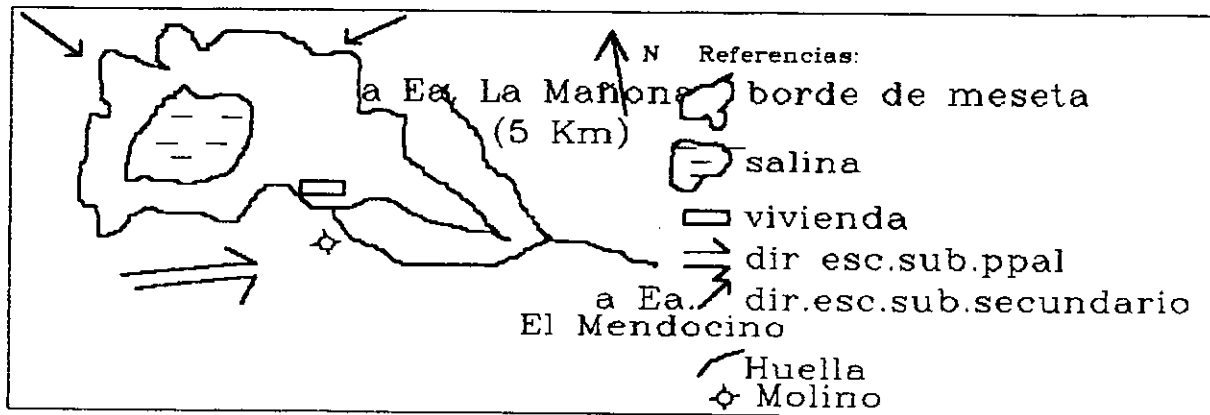 N
Referencias:
a Ea, La Mañona
(5 Km)
borde de meseta
salina
vivienda
dir esc.sub.ppal
dir.esc.sub.secundario
a Ea.
El Mendocino
Huella
Molino